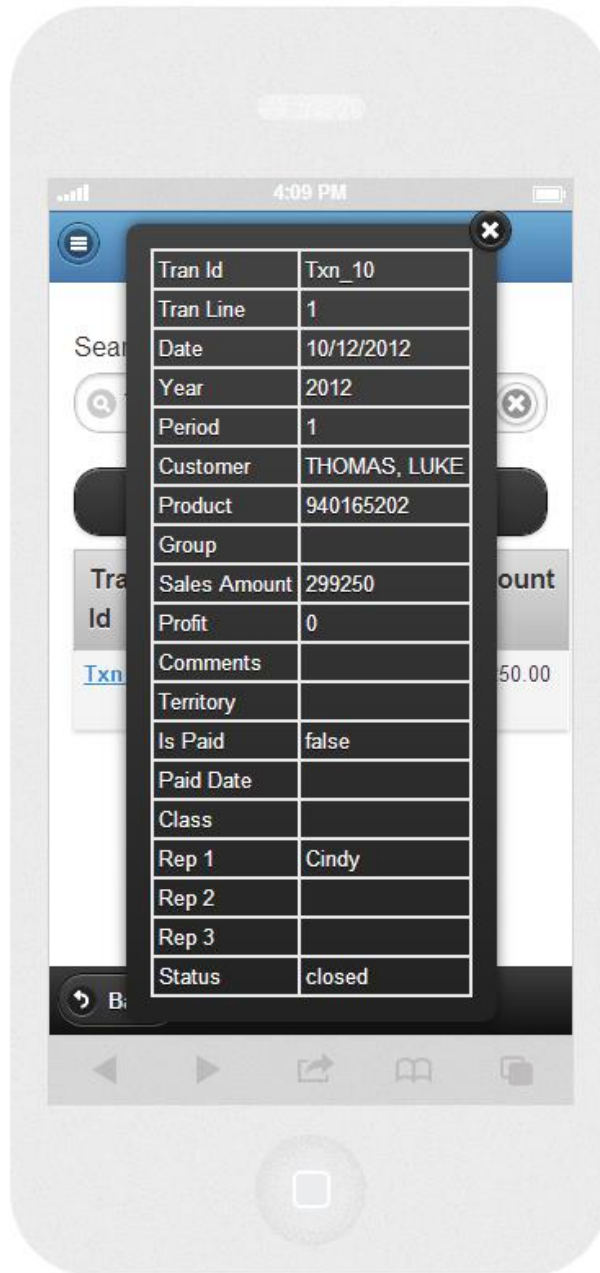 4:09 PM
Tran Id Txn_10
Tran Line 1
Date 10/12/2012
Year 2012
Period 1
Customer THOMAS, LUKE
Product 940165202
Group
Sales Amount 299250
Profit 0
Comments
Territory
Is Paid false
Paid Date
Class
Rep 1 Cindy
Rep 2
Rep 3
Status closed
Sear
Tra ount
Id
Txn 50.00
Ba